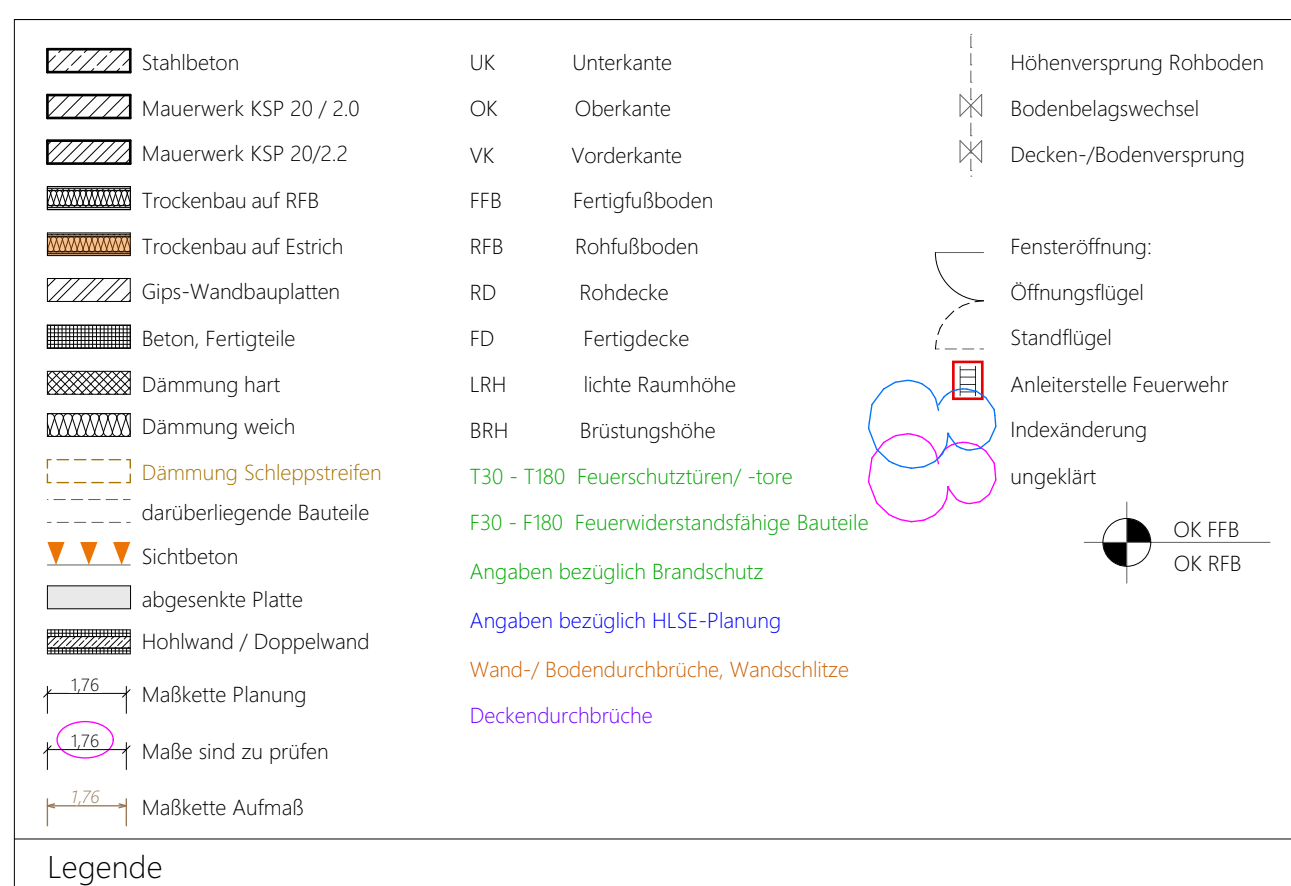 Stahlbeton
Mauerwerk KSP 20 / 2.0
Mauerwerk KSP 20/2.2
Trockenbau auf RFB
Trockenbau auf Estrich
Gips-Wandbauplatten
Beton, Fertigteile
Dämmung hart
Dämmung weich
Dämmung Schleppstreifen
darüberliegende Bauteile
Sichtbeton
abgesenkte Platte
Hohlwand / Doppelwand
1,76 Maßkette Planung
1,76 Maße sind zu prüfen
1,76 Maßkette Aufmaß
UK Unterkante
OK Oberkante
VK Vorderkante
FFB Fertigfußboden
RFB Rohfußboden
RD Rohdecke
FD Fertigdecke
LRH lichte Raumhöhe
BRH Brüstungshöhe
T30 - T180 Feuerschutztüren/ -tore
F30 - F180 Feuerwiderstandsfähige Bauteile
Angaben bezüglich Brandschutz
Angaben bezüglich HLSE-Planung
Wand-/ Bodendurchbrüche, Wandschlitze
Deckendurchbrüche
Höhenversprung Rohboden
Bodenbelagswechsel
Decken-/Bodenversprung
Fensteröffnung:
Öffnungsflügel
Standflügel
Anleiterstelle Feuerwehr
Indexänderung
ungeklärt
OK FFB
OK RFB
Legende